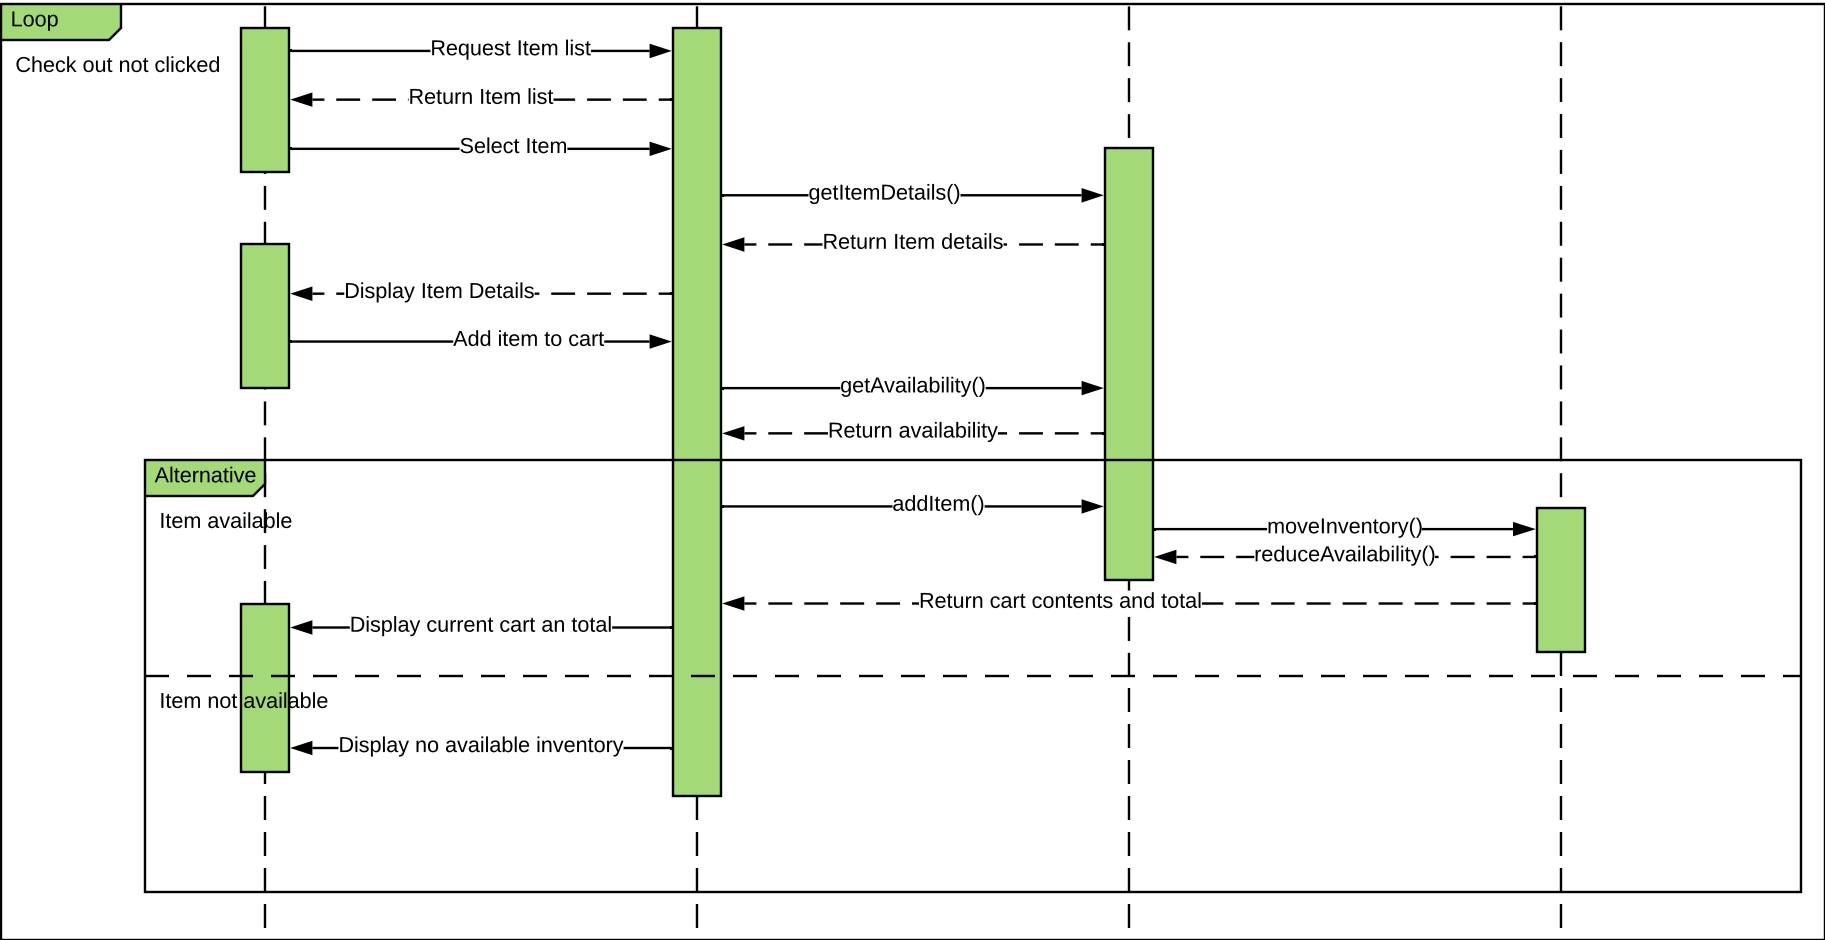 Loop
Check out not clicked
Request Item list
Return Item list
Select Item
getItemDetails()
Return Item details
Display Item Details
Add item to cart
getAvailability()
Return availability
Alternative
Item available
addItem()
moveInventory()
reduceAvailability()
Return cart contents and total
Display current cart an total
Item not available
Display no available inventory